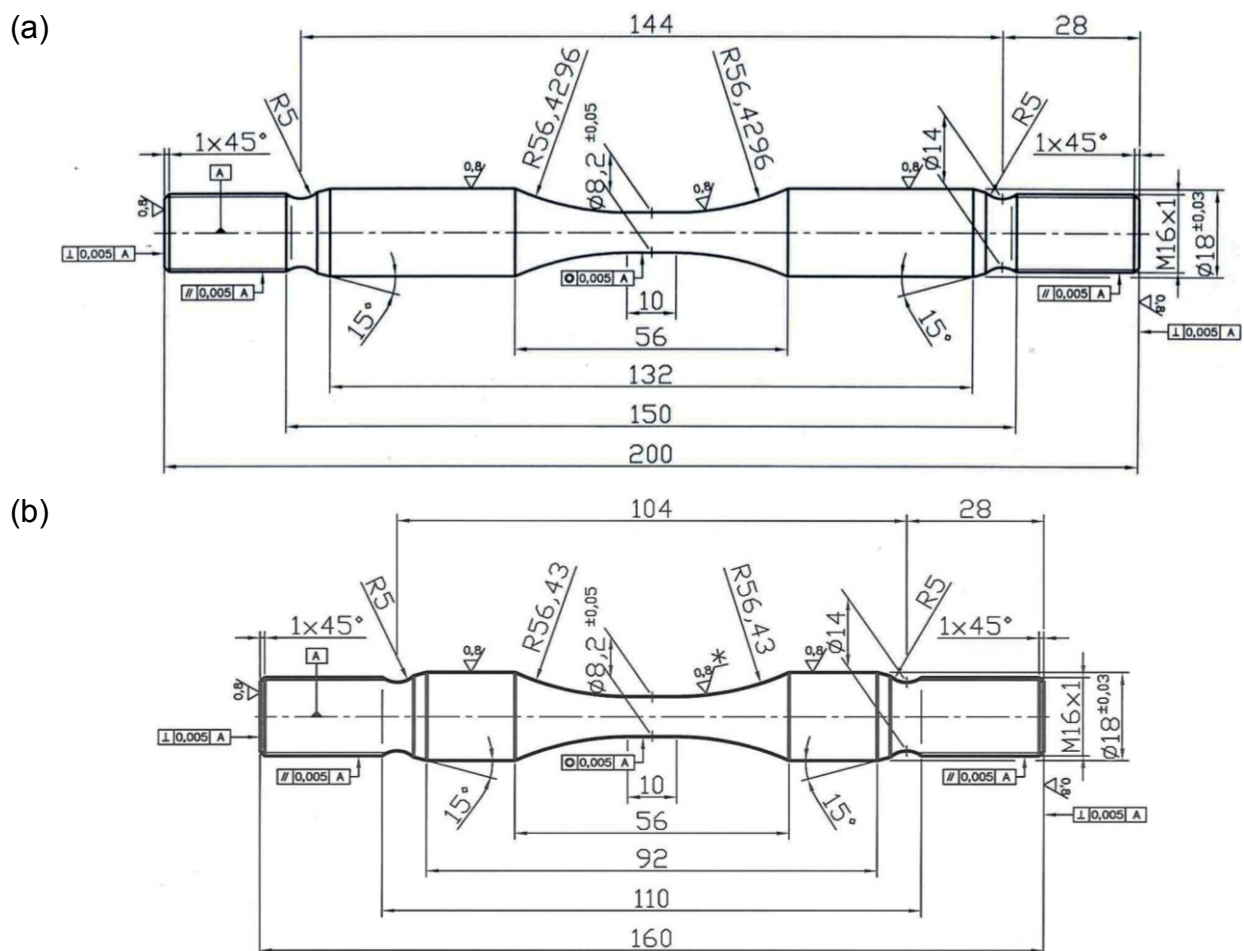 (a)
144
28
R5
R56,4296
R56,4296
Ø8,2 ±0,05
Ø14
R5
1x45°
1x45°
0,8
0,8
0,8
0,8
A
M16x1
Ø18 ±0,03
⊥ 0,005 A
// 0,005 A
15°
◎ 0,005 A
10
15°
// 0,005 A
0,8
⊥ 0,005 A
56
132
150
200
(b)
104
28
R5
R56,43
R56,43
Ø8,2 ±0,05
Ø14
R5
1x45°
1x45°
0,8
0,8 *
0,8
0,8
A
M16x1
Ø18 ±0,03
⊥ 0,005 A
// 0,005 A
15°
◎ 0,005 A
10
15°
// 0,005 A
0,8
⊥ 0,005 A
56
92
110
160